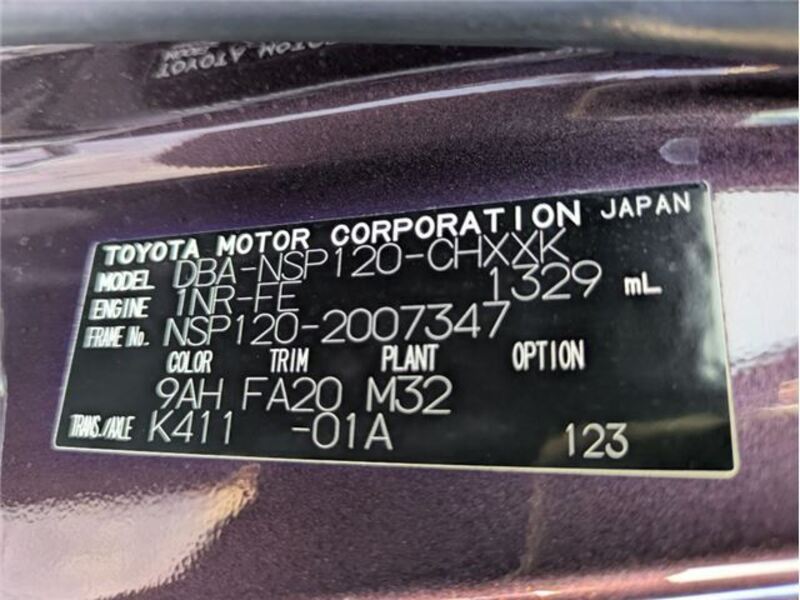 TOYOTA MOTOR CORPORATION JAPAN
MODEL DBA-NSP120-CHXXK
ENGINE 1NR-FE 1329 mL
FRAME No. NSP120-2007347
COLOR TRIM PLANT OPTION
9AH FA20 M32
TRANS./AXLE K411 -01A 123